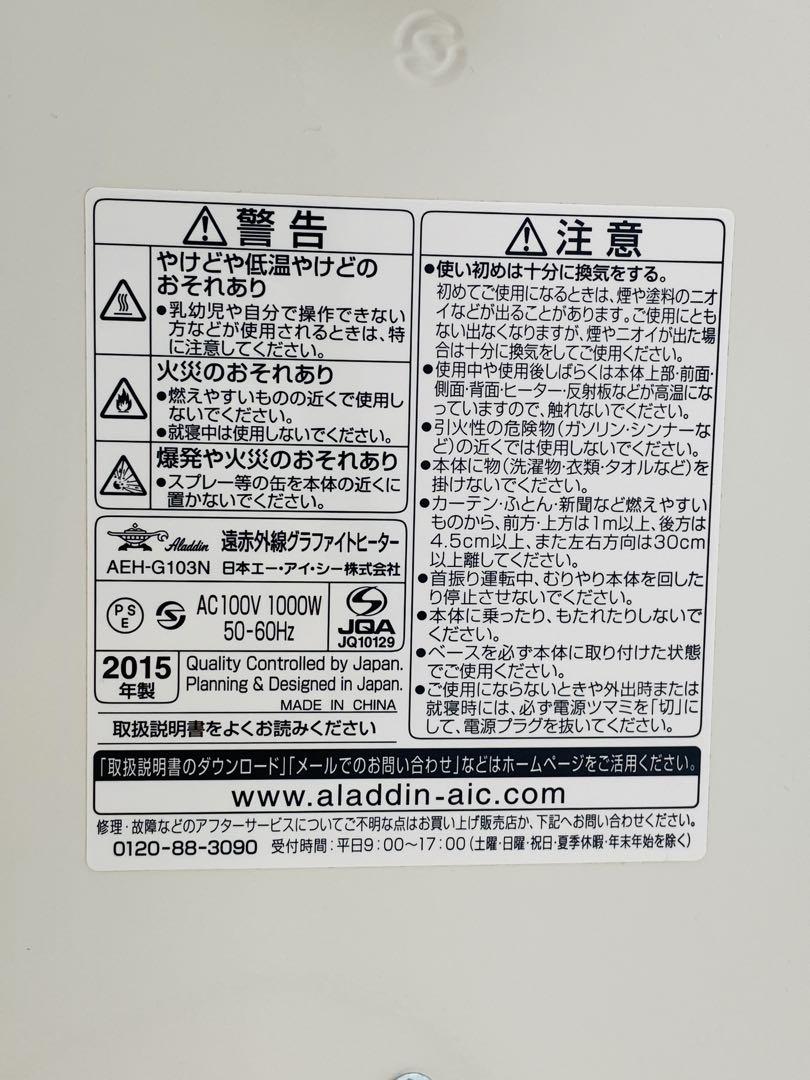 警告
やけどや低温やけどの
おそれあり
●乳幼児や自分で操作できない
方などが使用されるときは、特
に注意してください。
火災のおそれあり
●燃えやすいものの近くで使用し
ないでください。
●就寝中は使用しないでください。
爆発や火災のおそれあり
●スプレー等の缶を本体の近くに
置かないでください。
Aladdin 遠赤外線グラファイトヒーター
AEH-G103N 日本エー・アイ・シー株式会社
PS
E
AC100V 1000W
50-60Hz
JQA
JQ10129
2015
年製
Quality Controlled by Japan.
Planning & Designed in Japan.
MADE IN CHINA
取扱説明書をよくお読みください
注意
●使い初めは十分に換気をする。
初めてご使用になるときは、煙や塗料のニオ
イなどが出ることがあります。ご使用にとも
ない出なくなりますが、煙やニオイが出た場
合は十分に換気をしてご使用ください。
●使用中や使用後しばらくは本体上部・前面・
側面・背面・ヒーター・反射板などが高温にな
っていますので、触れないでください。
●引火性の危険物(ガソリン・シンナーな
ど)の近くでは使用しないでください。
●本体に物(洗濯物・衣類・タオルなど)を
掛けないでください。
●カーテン・ふとん・新聞など燃えやすい
ものから、前方・上方は1m以上、後方は
4.5cm以上、また左右方向は30cm
以上離してください。
●首振り運転中、むりやり本体を回した
り停止させないでください。
●本体に乗ったり、もたれたりしないで
ください。
●ベースを必ず本体に取り付けた状態
でご使用ください。
●ご使用にならないときや外出時または
就寝時には、必ず電源ツマミを「切」に
して、電源プラグを抜いてください。
「取扱説明書のダウンロード」「メールでのお問い合わせ」などはホームページをご活用ください。
www.aladdin-aic.com
修理・故障などのアフターサービスについてご不明な点はお買い上げ販売店か、下記へお問い合わせください。
0120-88-3090 受付時間:平日9:00〜17:00(土曜・日曜・祝日・夏季休暇・年末年始を除く)